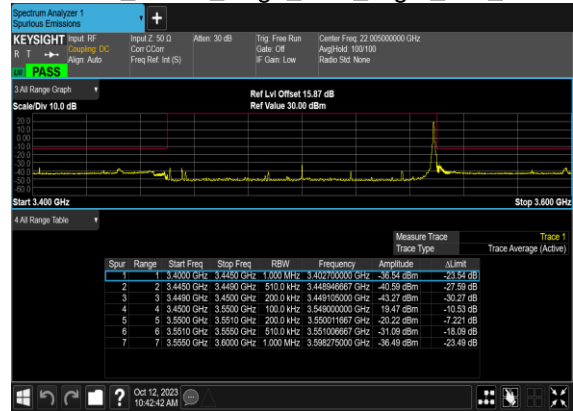 Spectrum Analyzer 1
Spurious Emissions
KEYSIGHT Input: RF Input Z: 50 Ω Atten: 30 dB Trig: Free Run Center Freq: 22.005000000 GHz
R T Coupling: DC Corr CCorr Gate: Off Avg|Hold: 100/100
Align: Auto Freq Ref: Int (S) IF Gain: Low Radio Std: None
PASS
3 All Range Graph
Ref Lvl Offset 15.87 dB
Scale/Div 10.0 dB Ref Value 30.00 dBm
20.0
10.0
0.00
-10.0
-20.0
-30.0
-40.0
-50.0
-60.0
Start 3.400 GHz Stop 3.600 GHz
4 All Range Table
Measure Trace Trace 1
Trace Type Trace Average (Active)
Spur Range Start Freq Stop Freq RBW Frequency Amplitude ΔLimit
1 1 3.4000 GHz 3.4450 GHz 1.000 MHz 3.402700000 GHz -36.54 dBm -23.54 dB
2 2 3.4450 GHz 3.4490 GHz 510.0 kHz 3.448946667 GHz -40.59 dBm -27.59 dB
3 3 3.4490 GHz 3.4500 GHz 200.0 kHz 3.449105000 GHz -43.27 dBm -30.27 dB
4 4 3.4500 GHz 3.5500 GHz 100.0 kHz 3.549000000 GHz 19.47 dBm -10.53 dB
5 5 3.5500 GHz 3.5510 GHz 200.0 kHz 3.550011667 GHz -20.22 dBm -7.221 dB
6 6 3.5510 GHz 3.5550 GHz 510.0 kHz 3.551006667 GHz -31.09 dBm -18.09 dB
7 7 3.5550 GHz 3.6000 GHz 1.000 MHz 3.598275000 GHz -36.49 dBm -23.49 dB
Oct 12, 2023
10:42:42 AM